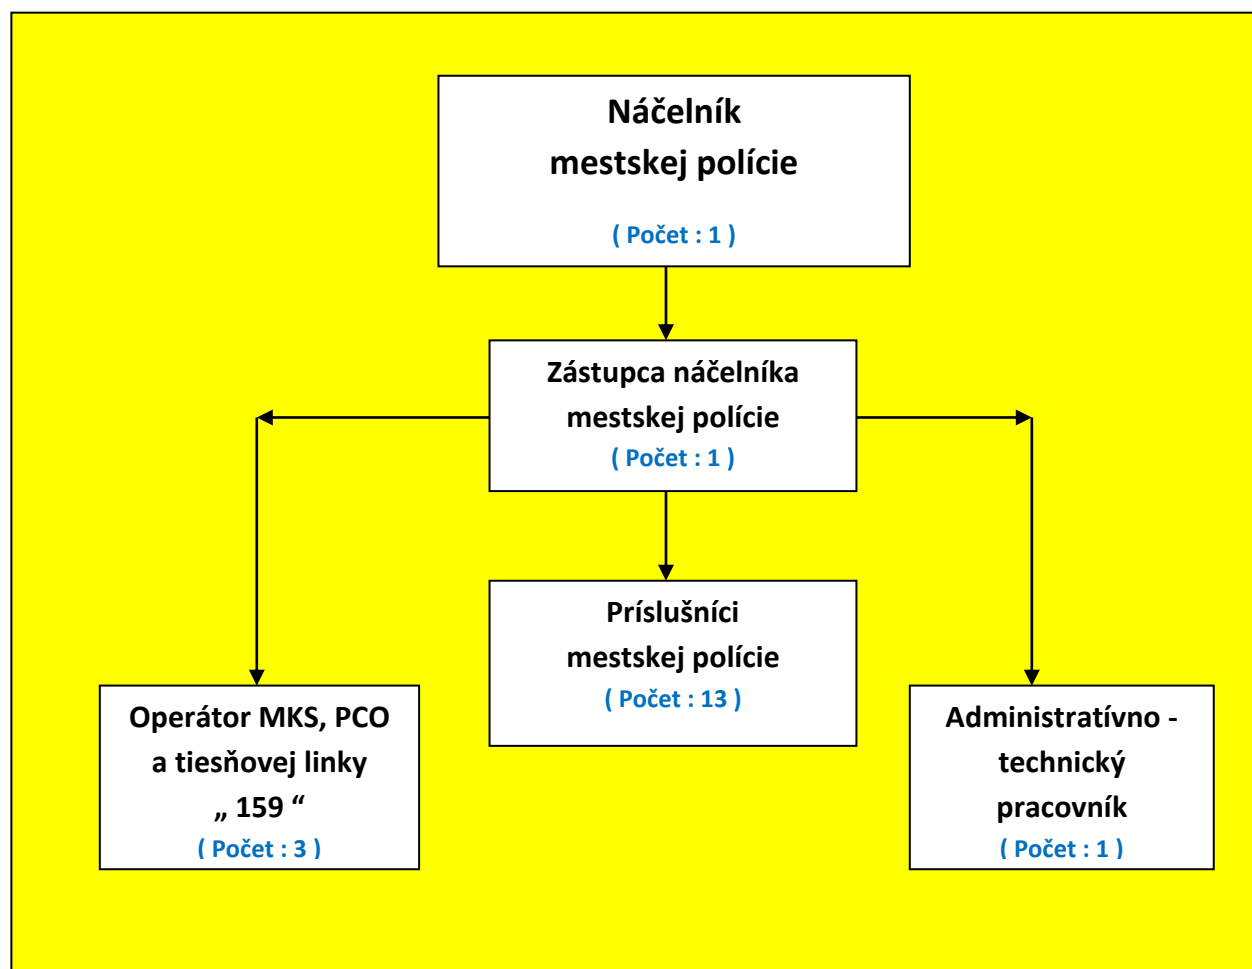 Náčelník
mestskej polície
( Počet : 1 )
Zástupca náčelníka
mestskej polície
( Počet : 1 )
Príslušníci
mestskej polície
( Počet : 13 )
Operátor MKS, PCO
a tiesňovej linky
„ 159 “
( Počet : 3 )
Administratívno -
technický
pracovník
( Počet : 1 )